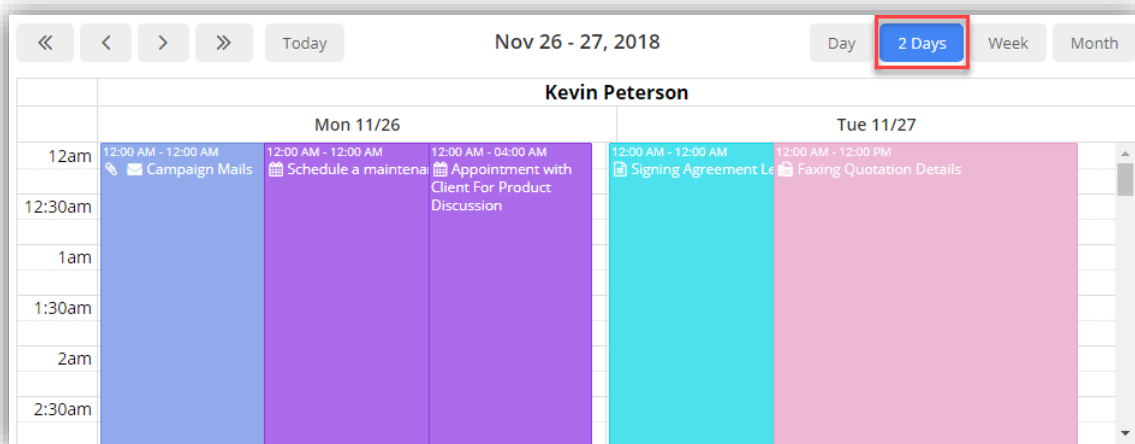 Today
Nov 26 - 27, 2018
Day
2 Days
Week
Month
Kevin Peterson
Mon 11/26
Tue 11/27
12am
12:30am
1am
1:30am
2am
2:30am
12:00 AM - 12:00 AM
Campaign Mails
12:00 AM - 12:00 AM
Schedule a maintena
12:00 AM - 04:00 AM
Appointment with
Client For Product
Discussion
12:00 AM - 12:00 AM
Signing Agreement Le
12:00 AM - 12:00 PM
Faxing Quotation Details